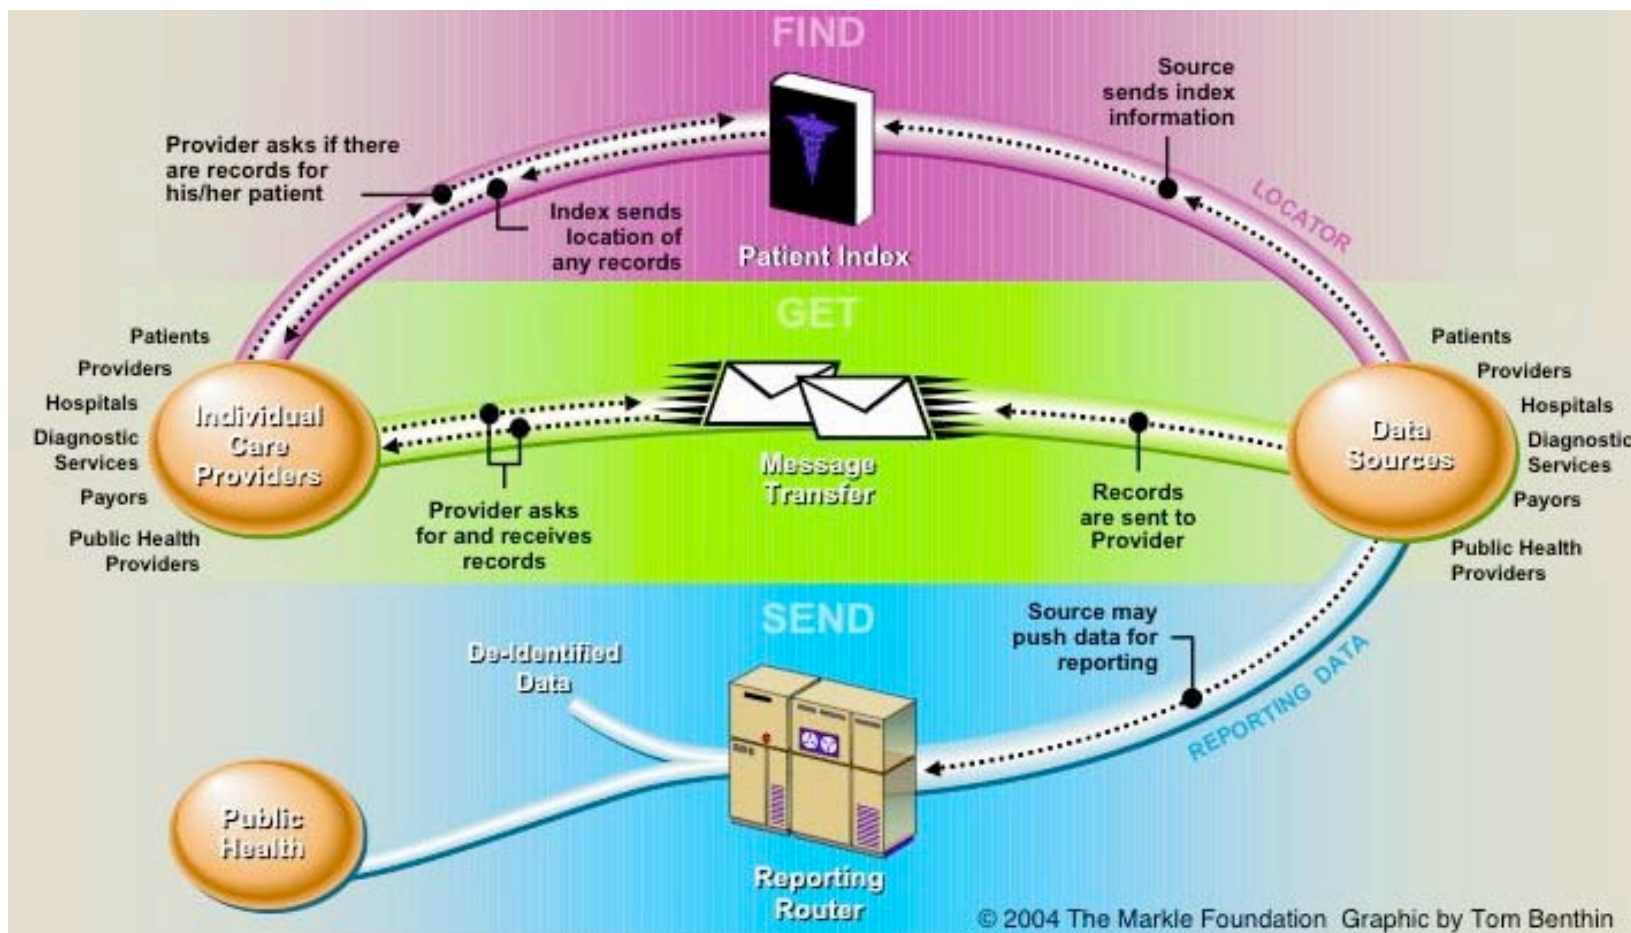 FIND
Source
sends index
information
Provider asks if there
are records for
his/her patient
Index sends
location of
any records
Patient Index
LOCATOR
GET
Patients
Providers
Hospitals
Diagnostic
Services
Payors
Public Health
Providers
Individual
Care
Providers
Provider asks
for and receives
records
Message
Transfer
Records
are sent to
Provider
Data
Sources
Patients
Providers
Hospitals
Diagnostic
Services
Payors
Public Health
Providers
SEND
De-Identified
Data
Source may
push data for
reporting
REPORTING DATA
Public
Health
Reporting
Router
© 2004 The Markle Foundation Graphic by Tom Benthin